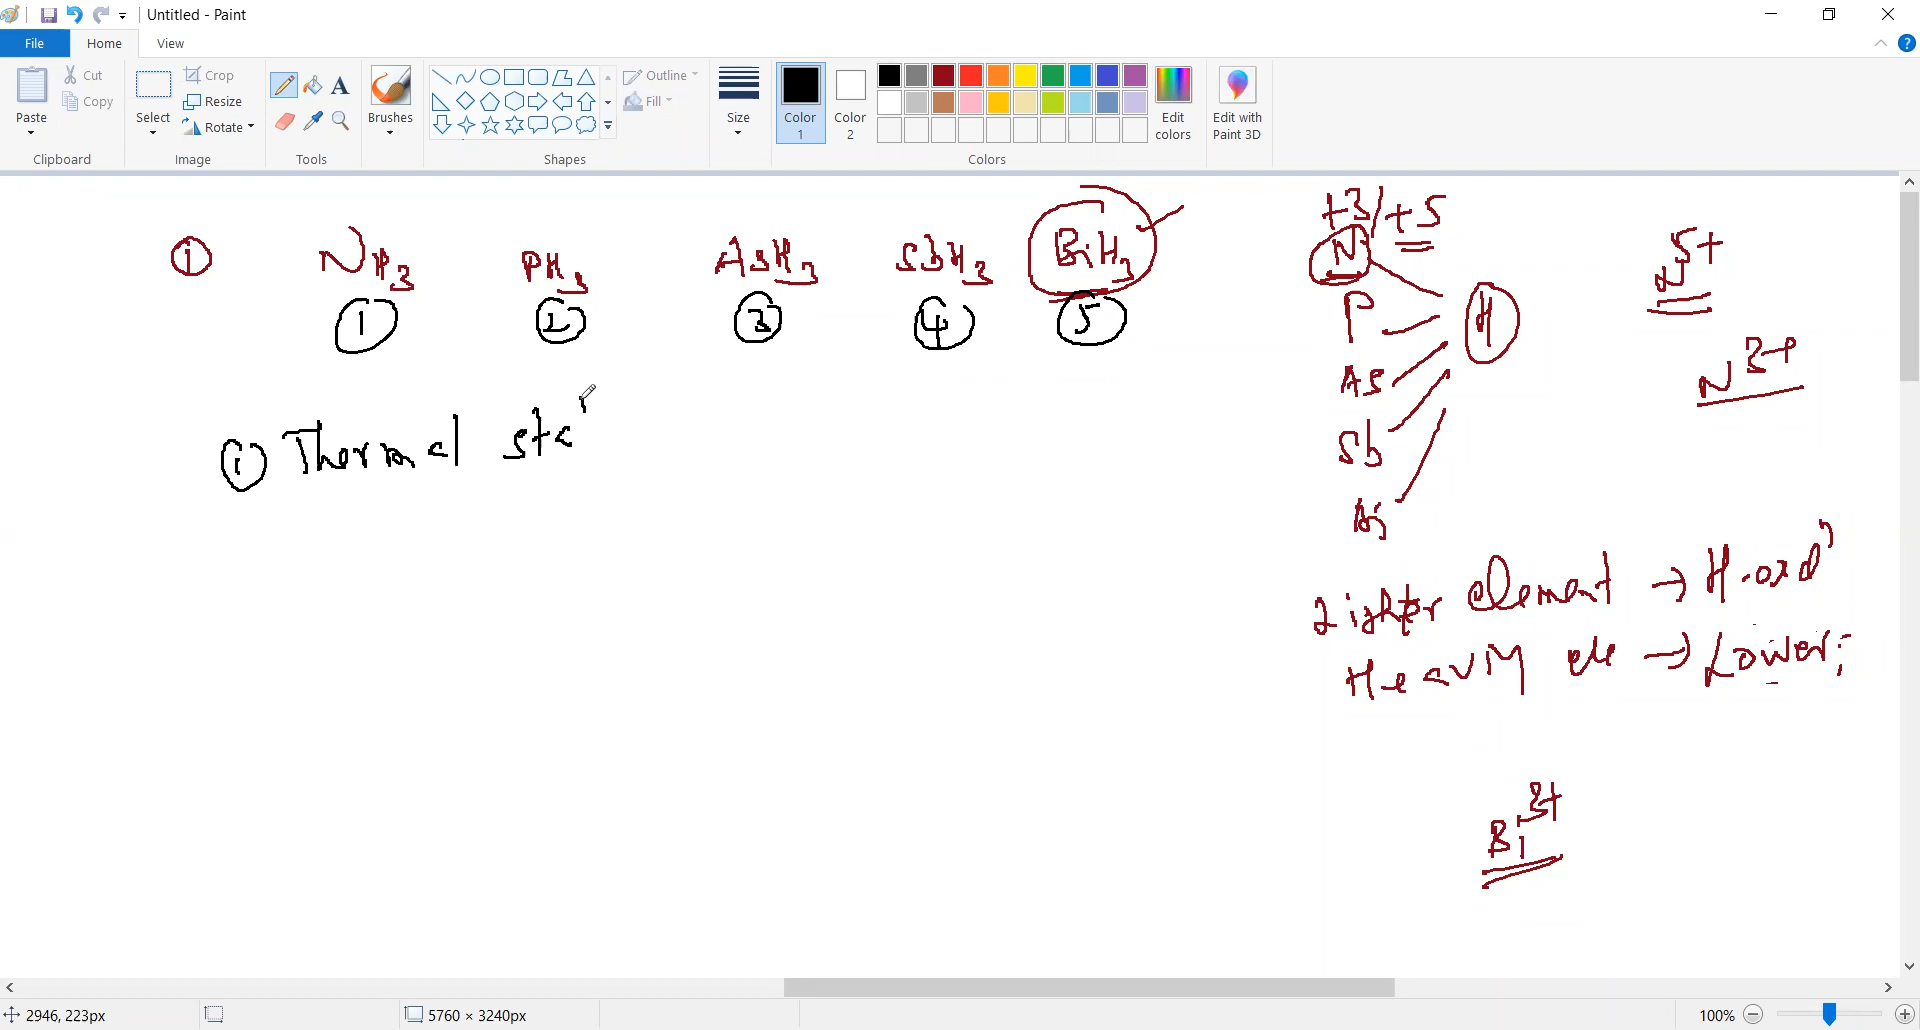 Untitled - Paint
File Home View
Paste
Cut
Copy
Clipboard
Select
Crop
Resize
Rotate
Image
Tools
Brushes
Shapes
Outline
Fill
Size
Color 1
Color 2
Edit colors
Colors
Edit with Paint 3D
① NH3 PH3 AsH3 SbH3 BiH3
① ② ③ ④ ⑤
① Thermal sta
+3/+5
N
P
As
Sb
H
N5+
N3+
Lighter element → H.oxd
Heavy ele → Lower;
Bi3+
2946, 223px
5760 × 3240px
100%